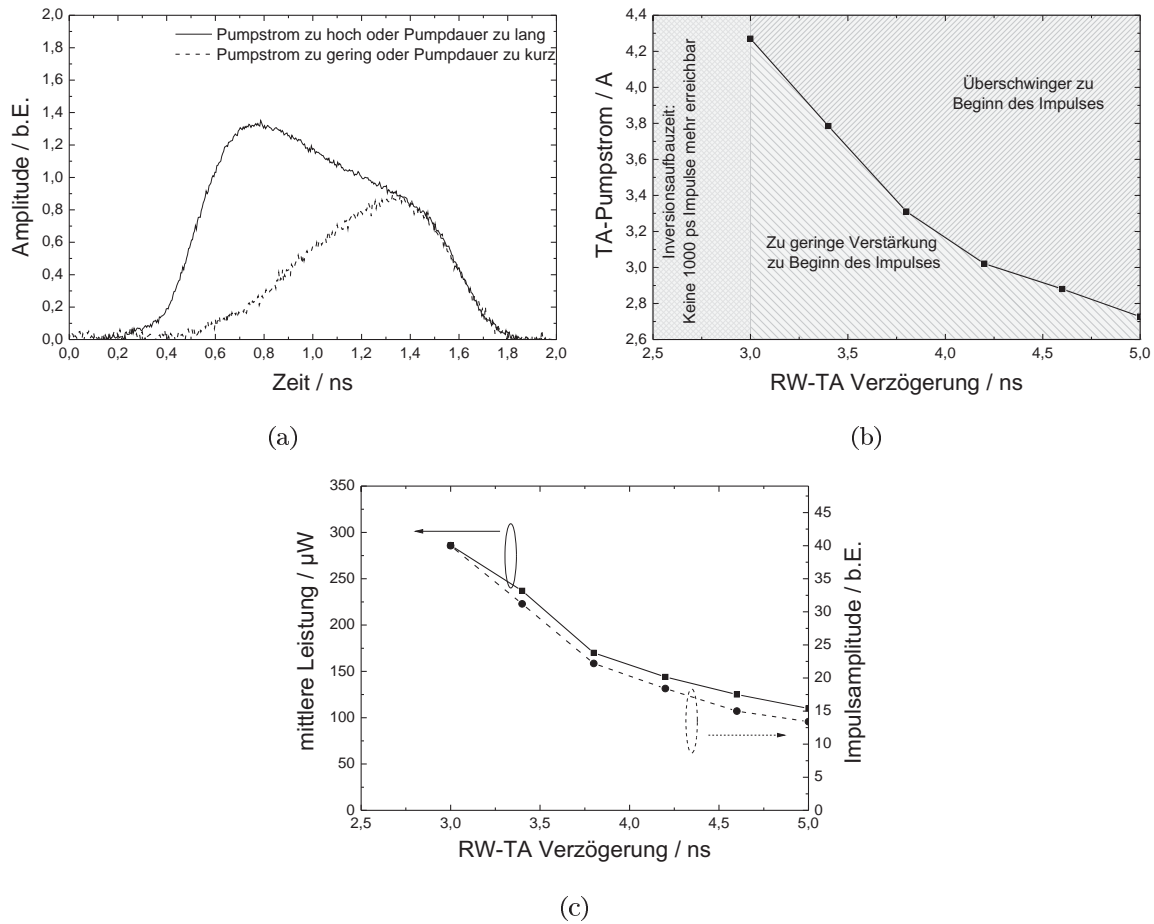 Pumpstrom zu hoch oder Pumpdauer zu lang
Pumpstrom zu gering oder Pumpdauer zu kurz
Amplitude / b.E.
2,0
1,8
1,6
1,4
1,2
1,0
0,8
0,6
0,4
0,2
0,0
0,0 0,2 0,4 0,6 0,8 1,0 1,2 1,4 1,6 1,8 2,0
Zeit / ns
(a)
TA-Pumpstrom / A
4,4
4,2
4,0
3,8
3,6
3,4
3,2
3,0
2,8
2,6
Inversionsaufbauzeit:
Keine 1000 ps Impulse mehr erreichbar
Überschwinger zu
Beginn des Impulses
Zu geringe Verstärkung
zu Beginn des Impulses
2,5 3,0 3,5 4,0 4,5 5,0
RW-TA Verzögerung / ns
(b)
mittlere Leistung / µW
350
300
250
200
150
100
50
0
45
40
35
30
25
20
15
10
5
0
Impulsamplitude / b.E.
2,5 3,0 3,5 4,0 4,5 5,0
RW-TA Verzögerung / ns
(c)